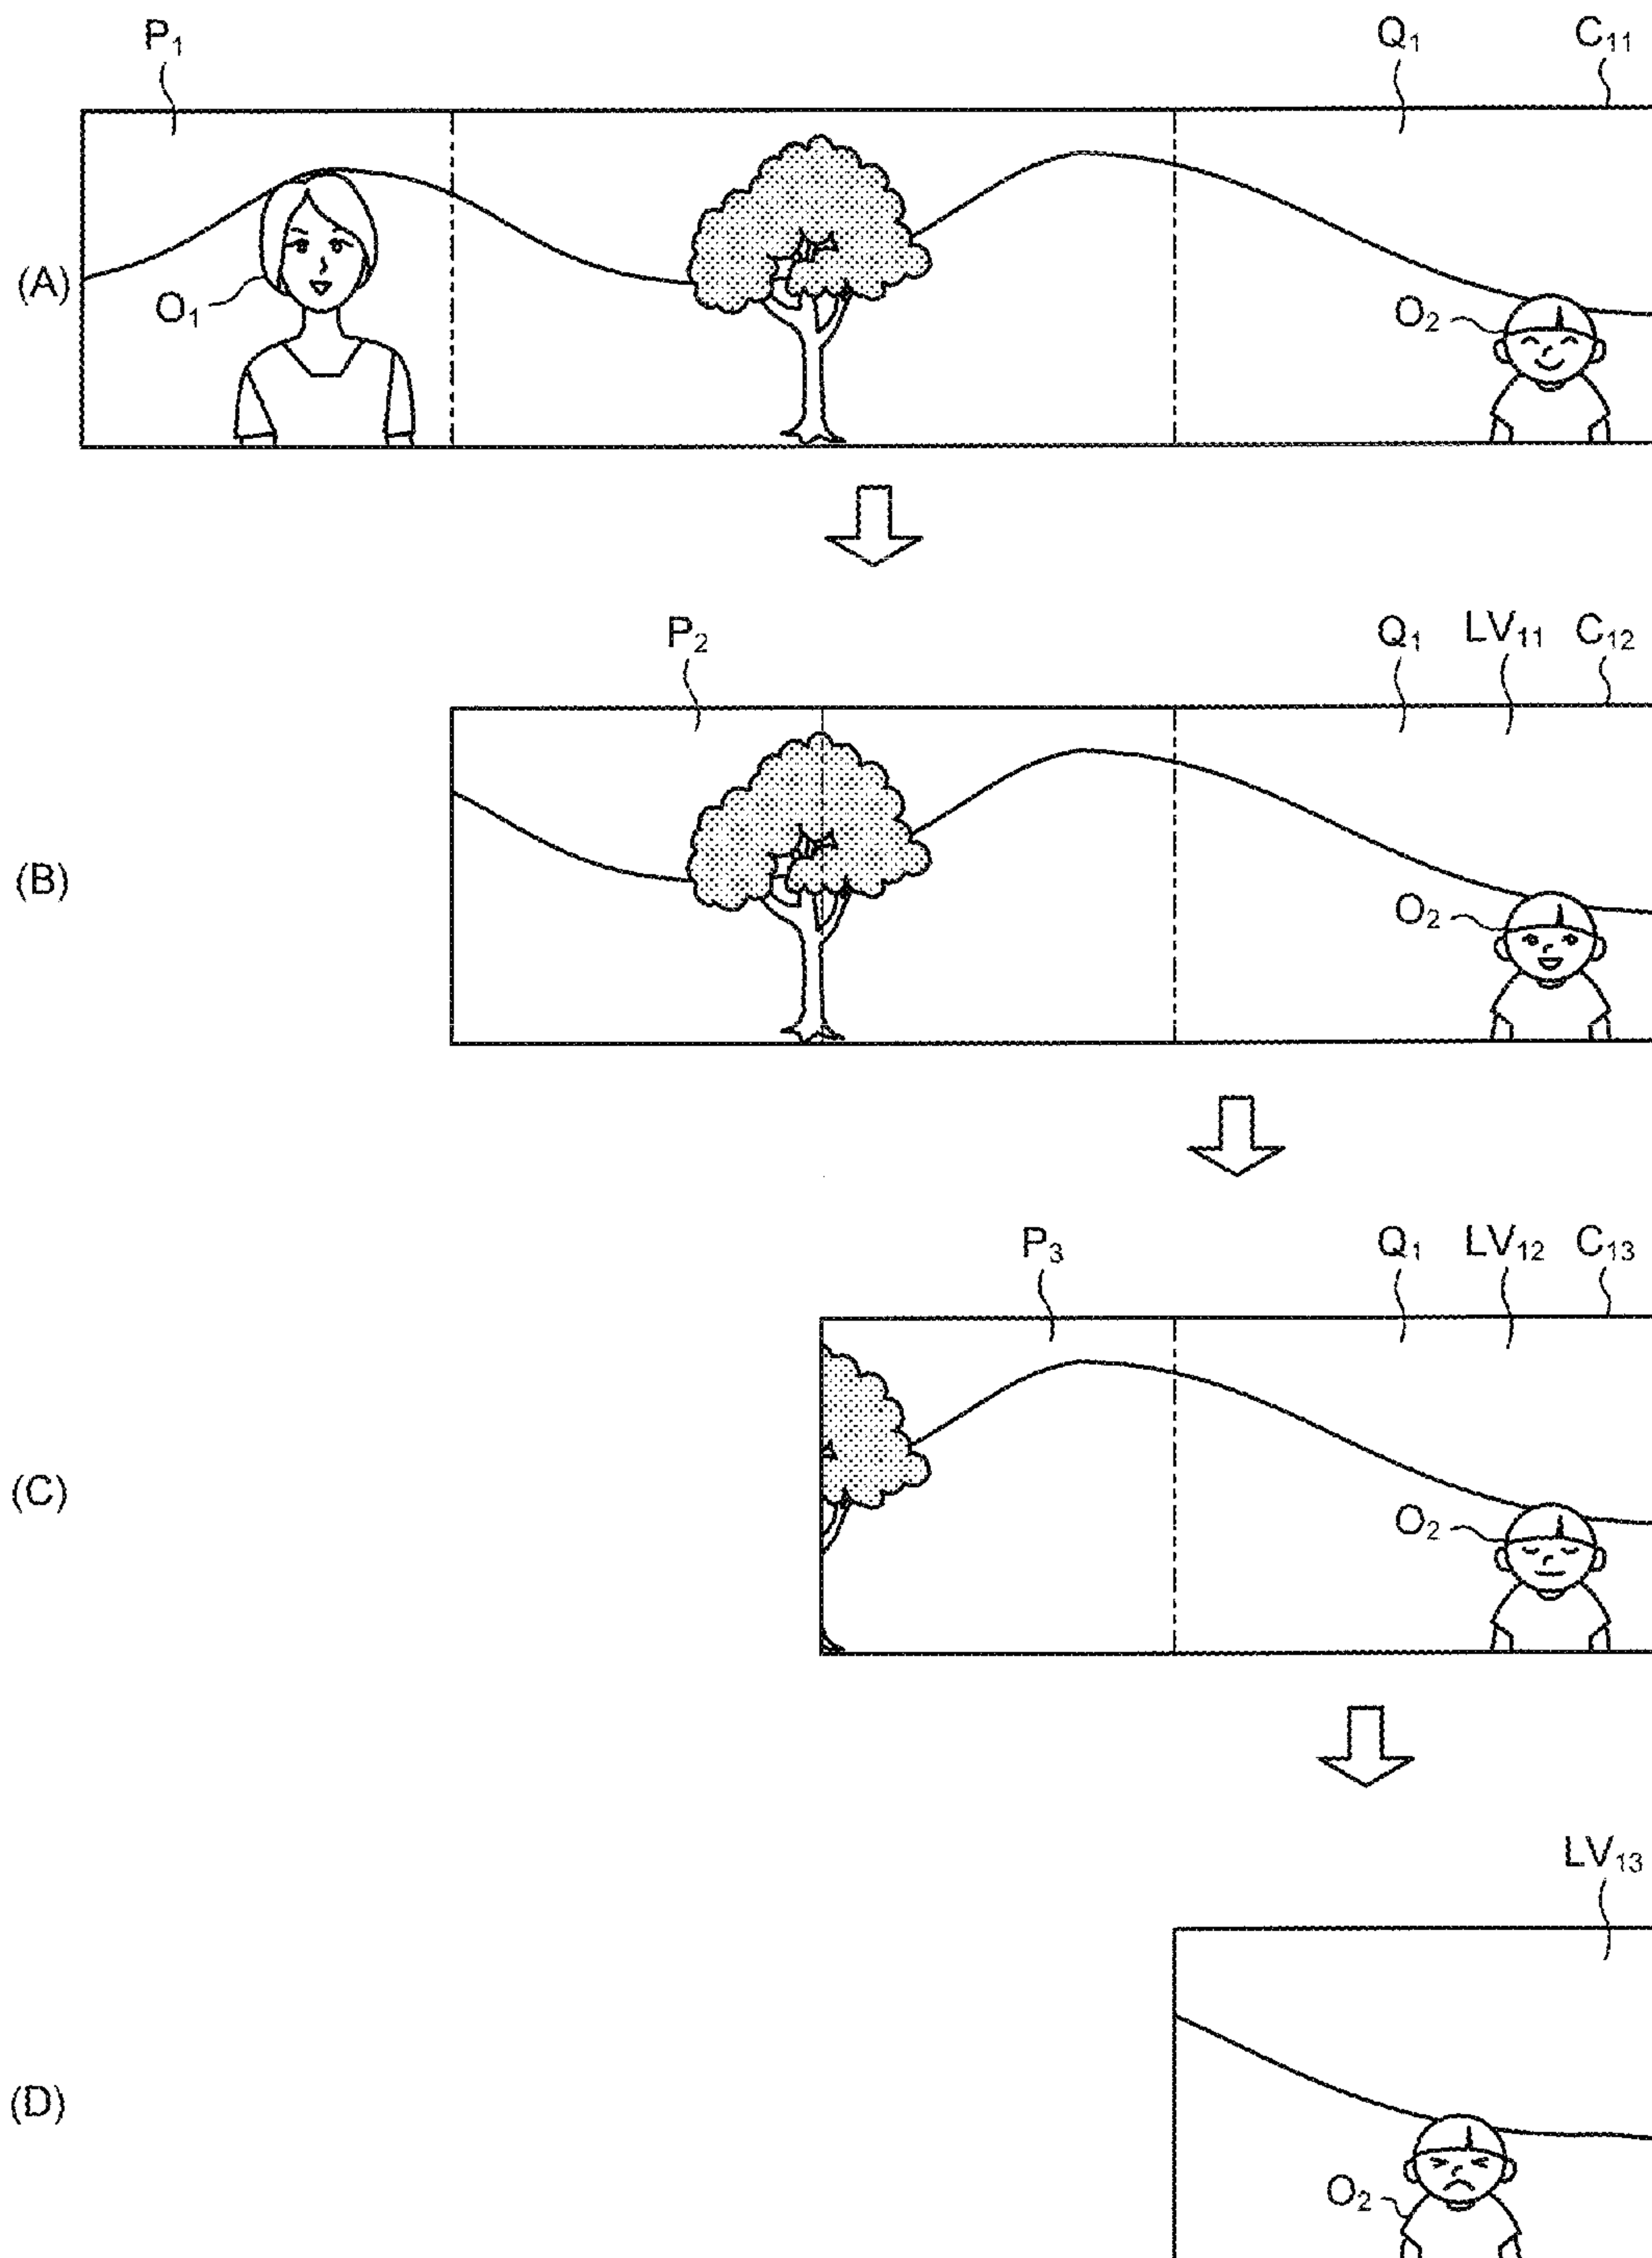 P₁ Q₁ C₁₁
(A)
O₁
O₂
P₂ Q₁ LV₁₁ C₁₂
(B)
O₂
P₃ Q₁ LV₁₂ C₁₃
(C)
O₂
LV₁₃
(D)
O₂